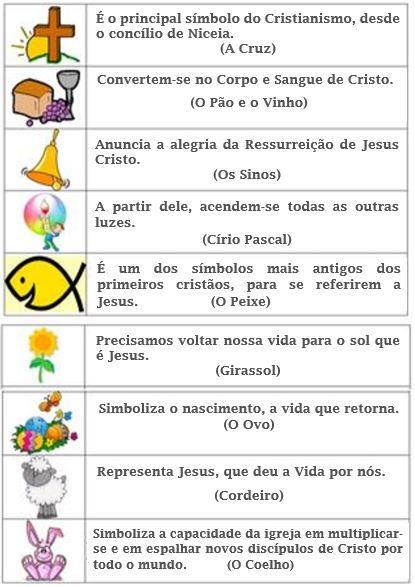 É o principal símbolo do Cristianismo, desde
o concílio de Niceia.
(A Cruz)
Convertem-se no Corpo e Sangue de Cristo.
(O Pão e o Vinho)
Anuncia a alegria da Ressurreição de Jesus
Cristo.
(Os Sinos)
A partir dele, acendem-se todas as outras
luzes.
(Círio Pascal)
É um dos símbolos mais antigos dos
primeiros cristãos, para se referirem a
Jesus. (O Peixe)
Precisamos voltar nossa vida para o sol que
é Jesus.
(Girassol)
Simboliza o nascimento, a vida que retorna.
(O Ovo)
Representa Jesus, que deu a Vida por nós.
(Cordeiro)
Simboliza a capacidade da igreja em multiplicar-
se e em espalhar novos discípulos de Cristo por
todo o mundo. (O Coelho)